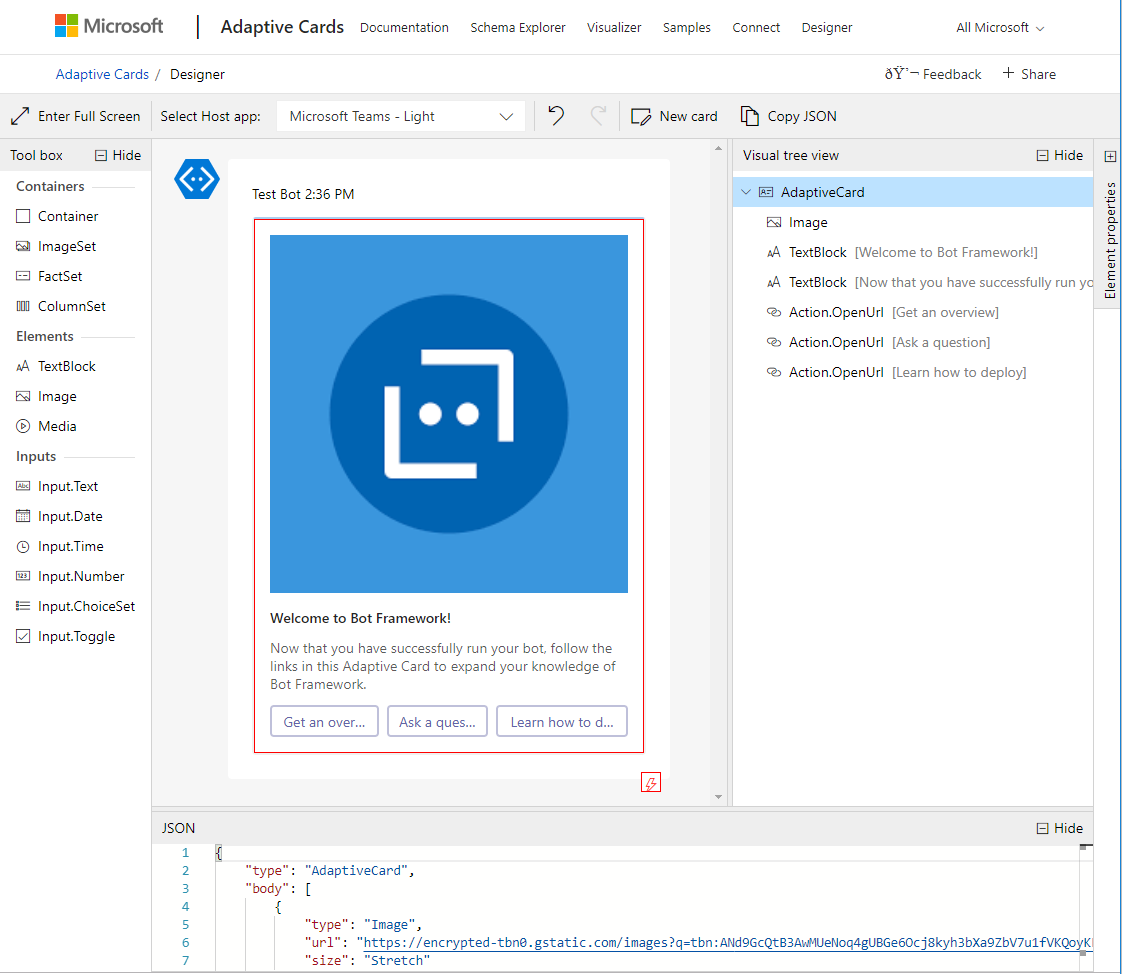 Microsoft
Adaptive Cards
Documentation
Schema Explorer
Visualizer
Samples
Connect
Designer
All Microsoft
Adaptive Cards / Designer
ðŸ’¬ Feedback
Share
Enter Full Screen
Select Host app:
Microsoft Teams - Light
New card
Copy JSON
Tool box
Hide
Containers
Container
ImageSet
FactSet
ColumnSet
Elements
TextBlock
Image
Media
Inputs
Input.Text
Input.Date
Input.Time
Input.Number
Input.ChoiceSet
Input.Toggle
Test Bot 2:36 PM
Welcome to Bot Framework!
Now that you have successfully run your bot, follow the
links in this Adaptive Card to expand your knowledge of
Bot Framework.
Get an over...
Ask a ques...
Learn how to d...
Visual tree view
Hide
AdaptiveCard
Image
TextBlock [Welcome to Bot Framework!]
TextBlock [Now that you have successfully run yo
Action.OpenUrl [Get an overview]
Action.OpenUrl [Ask a question]
Action.OpenUrl [Learn how to deploy]
Element properties
JSON
Hide
1 {
2 "type": "AdaptiveCard",
3 "body": [
4 {
5 "type": "Image",
6 "url": "https://encrypted-tbn0.gstatic.com/images?q=tbn:ANd9GcQtB3AwMUeNoq4gUBGe6Ocj8kyh3bXa9ZbV7u1fVKQoyK
7 "size": "Stretch"